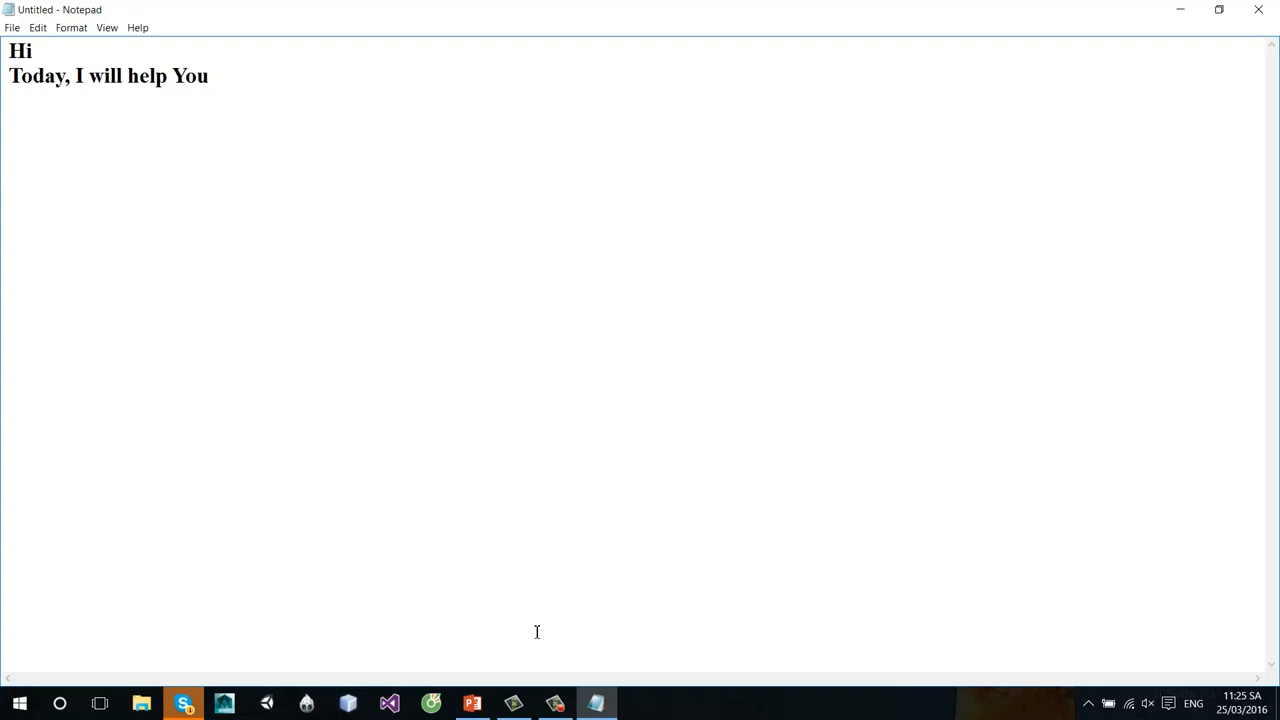 Untitled - Notepad
File Edit Format View Help
Hi
Today, I will help You
ENG
11:25 SA
25/03/2016